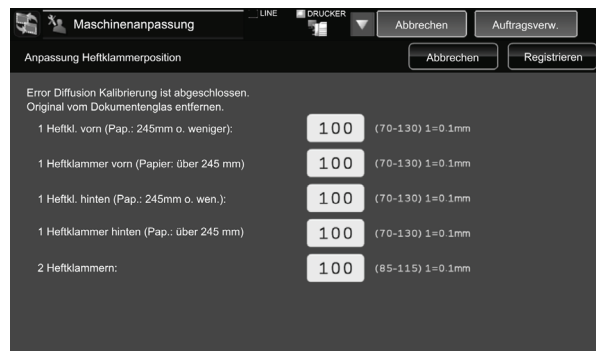 LINE
DRUCKER
Maschinenanpassung
Abbrechen
Auftragsverw.
Anpassung Heftklammerposition
Abbrechen
Registrieren
Error Diffusion Kalibrierung ist abgeschlossen.
Original vom Dokumentenglas entfernen.
1 Heftkl. vorn (Pap.: 245mm o. weniger): 100 (70-130) 1=0.1mm
1 Heftklammer vorn (Papier: über 245 mm) 100 (70-130) 1=0.1mm
1 Heftkl. hinten (Pap.: 245mm o. wen.): 100 (70-130) 1=0.1mm
1 Heftklammer hinten (Pap.: über 245 mm) 100 (70-130) 1=0.1mm
2 Heftklammern: 100 (85-115) 1=0.1mm